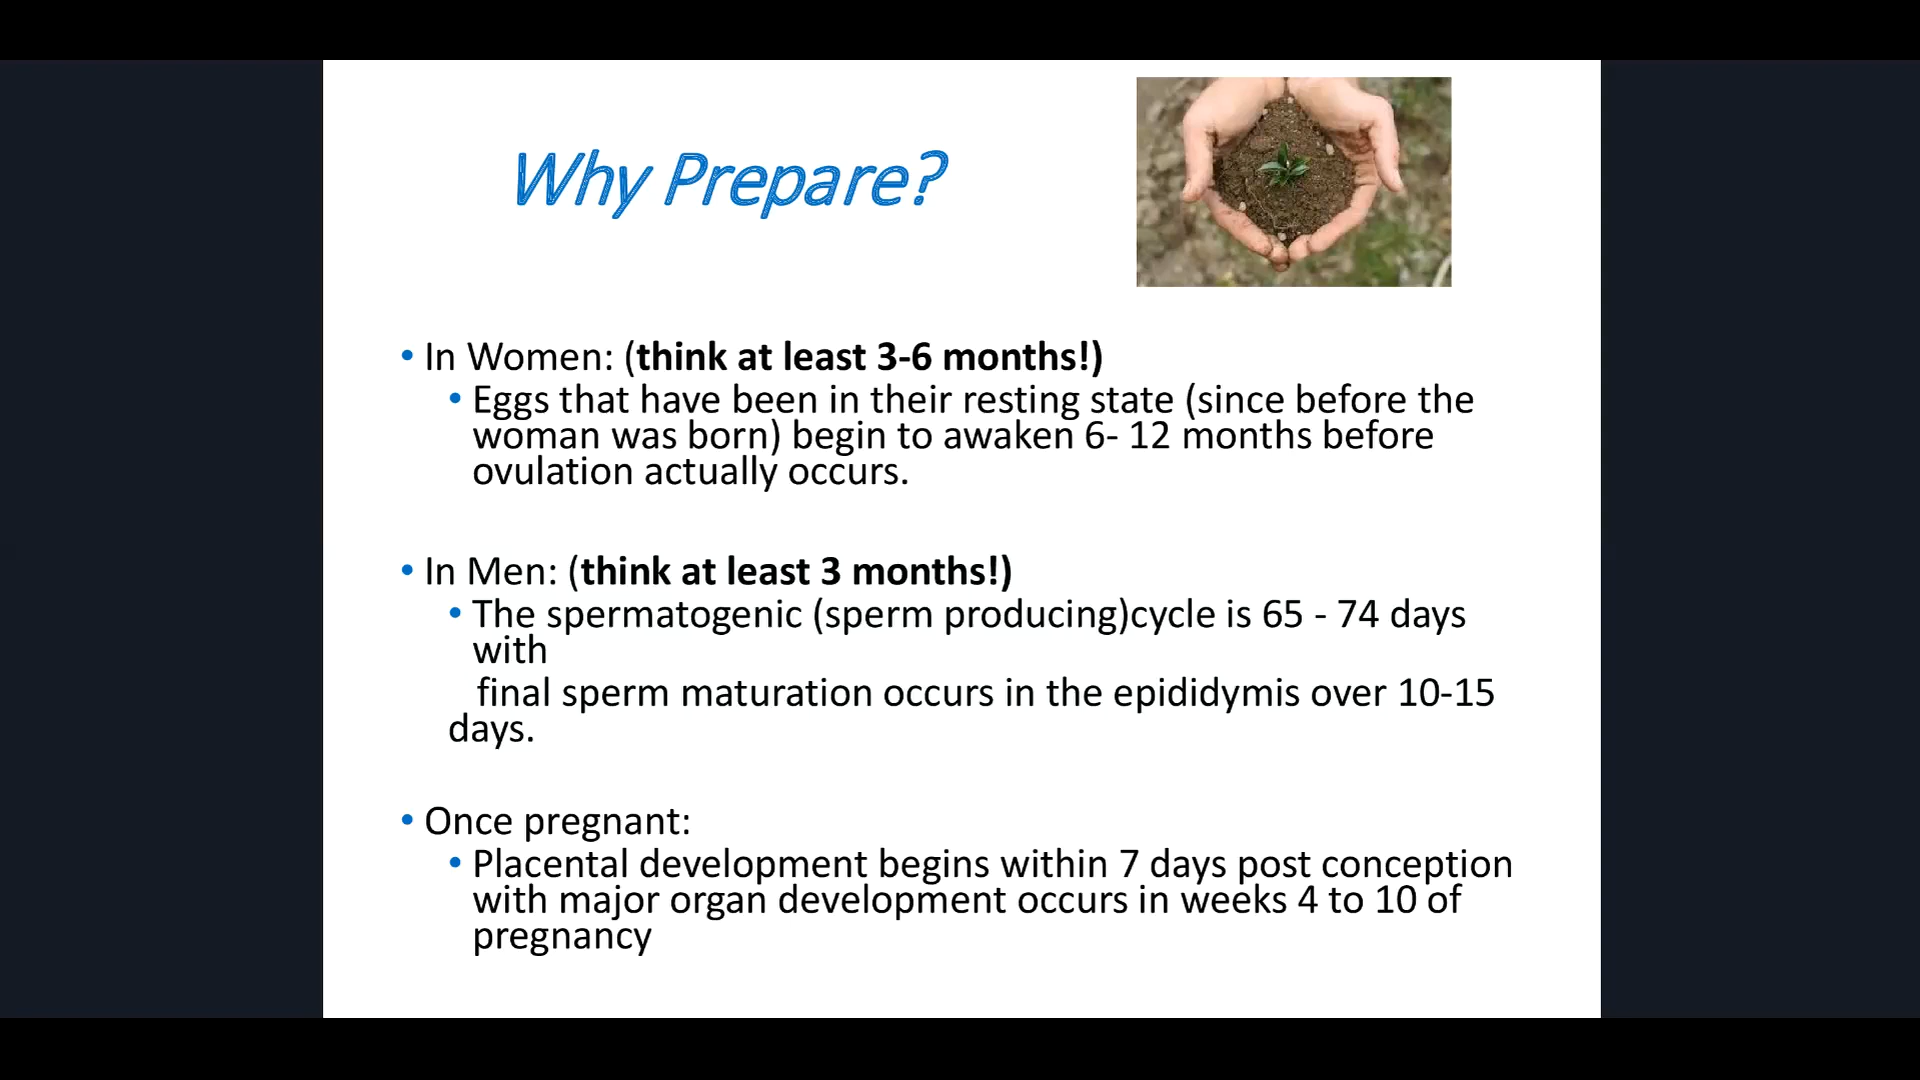 Why Prepare?
• In Women: (think at least 3-6 months!)
• Eggs that have been in their resting state (since before the
woman was born) begin to awaken 6- 12 months before
ovulation actually occurs.
• In Men: (think at least 3 months!)
• The spermatogenic (sperm producing)cycle is 65 - 74 days
with
final sperm maturation occurs in the epididymis over 10-15
days.
• Once pregnant:
• Placental development begins within 7 days post conception
with major organ development occurs in weeks 4 to 10 of
pregnancy